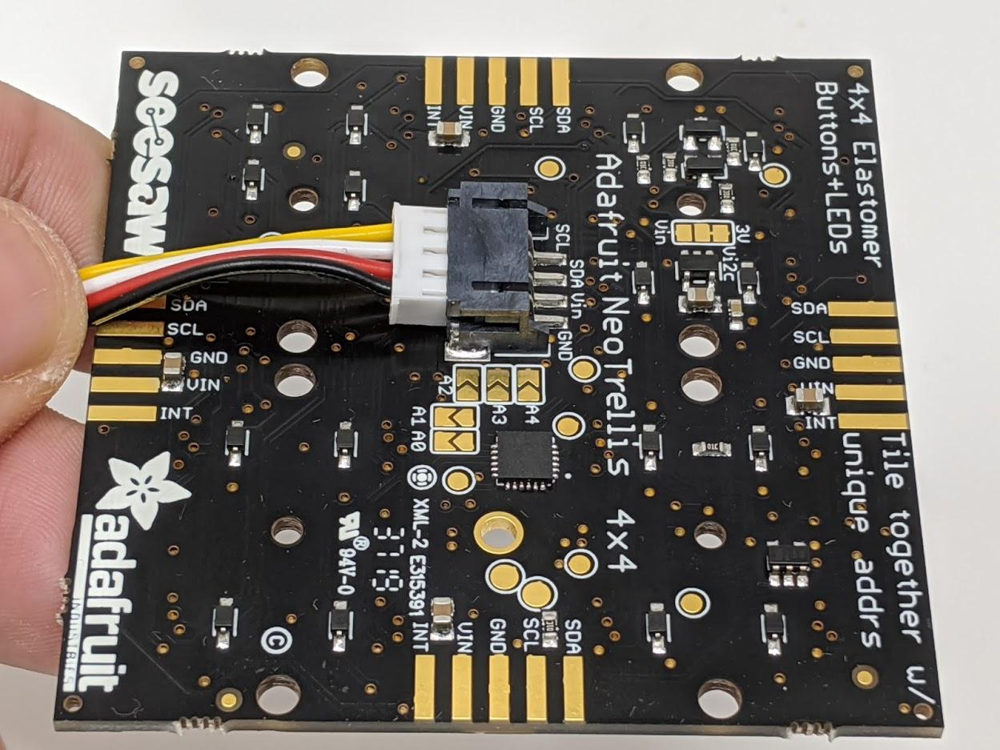 seesaw
4x4 Elastomer
Buttons+LEDs
INT
VIN
GND
SCL
SDA
Adafruit NeoTrellis 4x4
Vin
3V
Vi2c
SCL
SDA
Vin
GND
SDA
SCL
GND
VIN
INT
SDA
SCL
GND
VIN
INT
A2
A3
A4
A1
A0
Tile together w/
unique addrs
adafruit
INDUSTRIES
XML-2 E315391
94V-0
©
INT
VIN
GND
SCL
SDA